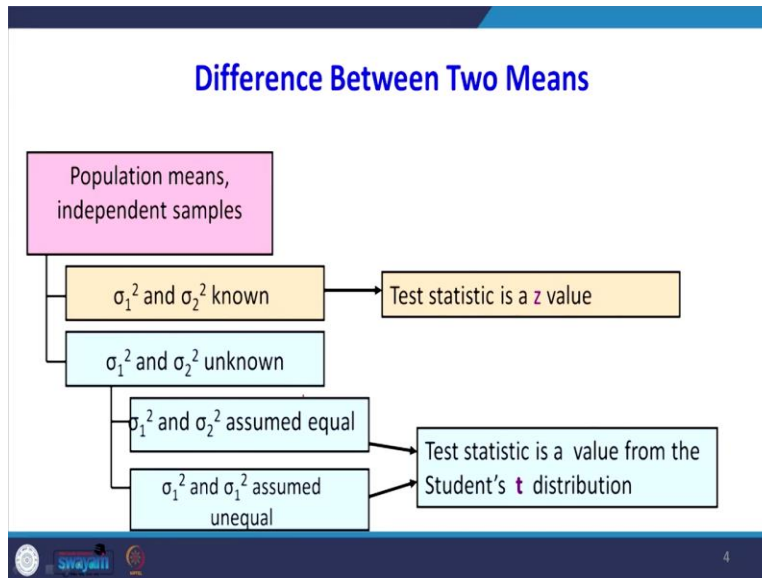 Difference Between Two Means
Population means,
independent samples
σ₁² and σ₂² known
Test statistic is a z value
σ₁² and σ₂² unknown
σ₁² and σ₂² assumed equal
σ₁² and σ₁² assumed
unequal
Test statistic is a value from the
Student's t distribution
swayam
4